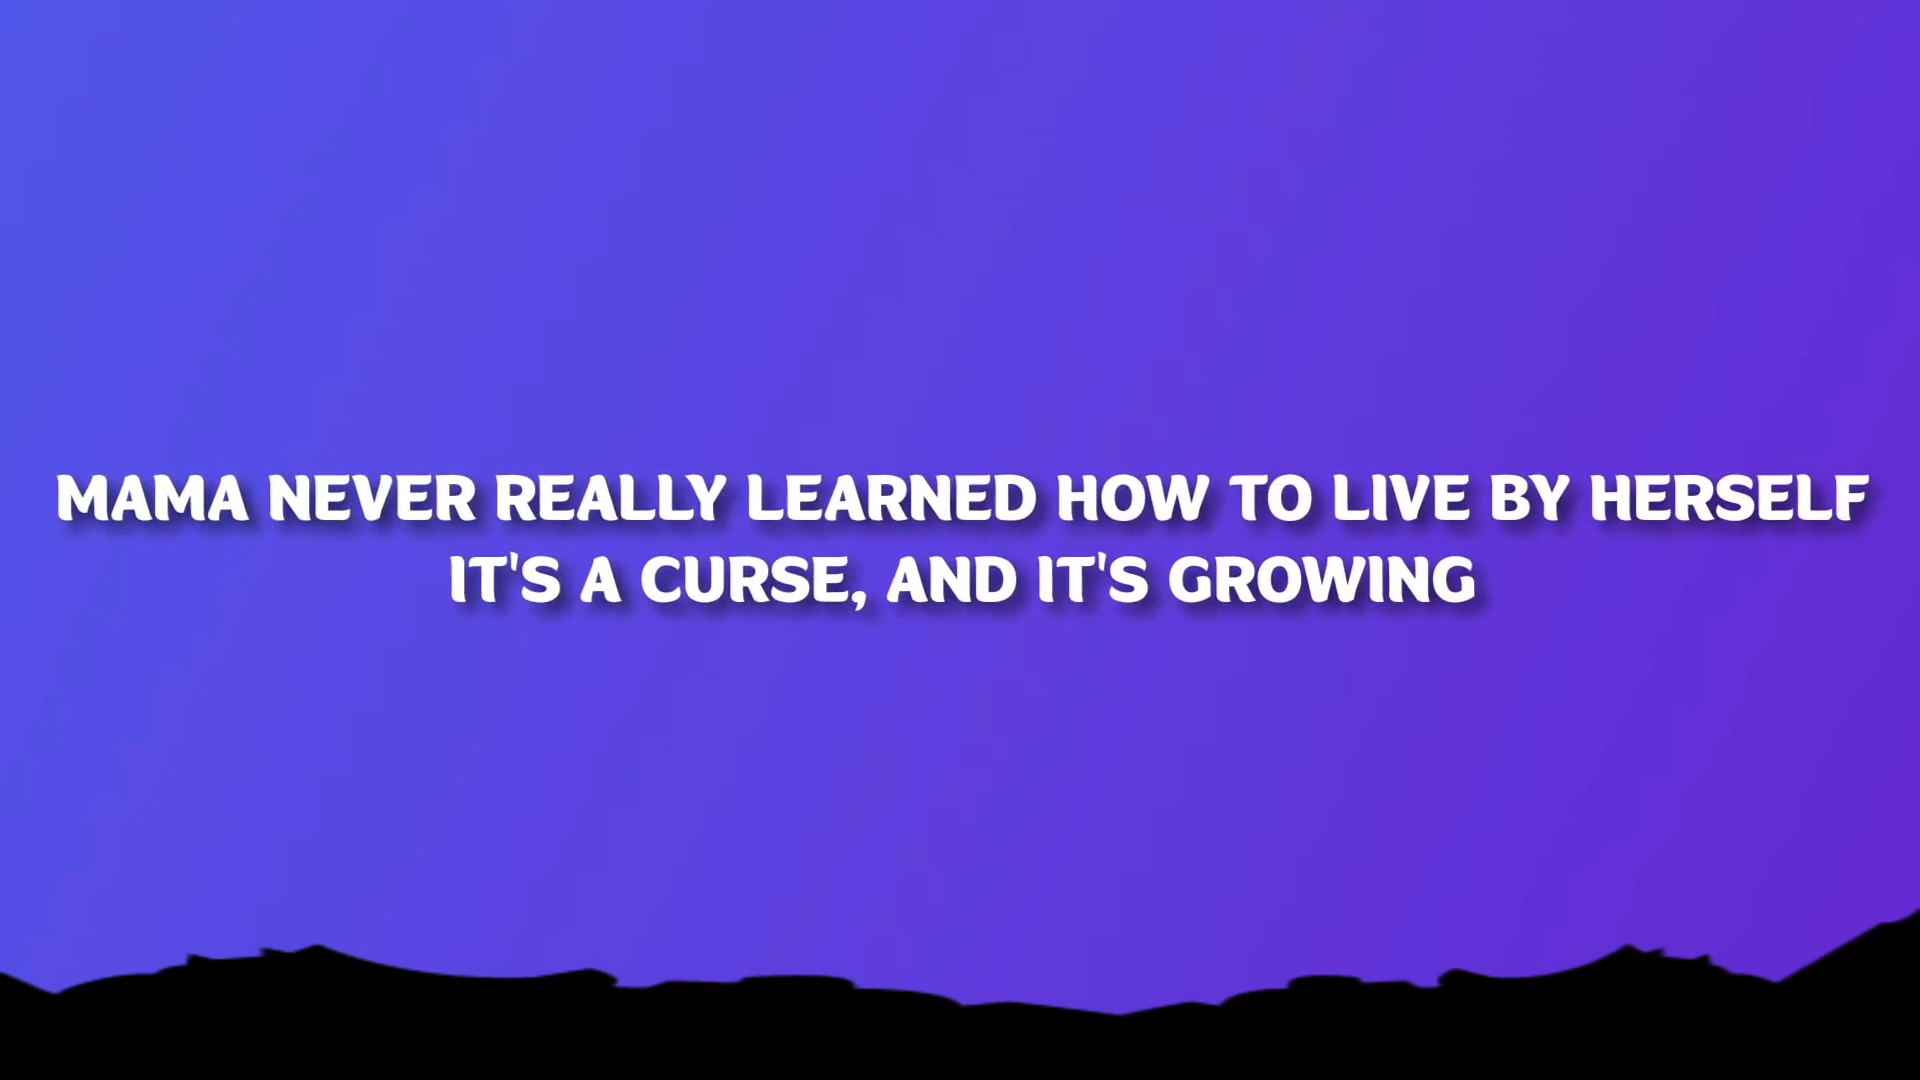 MAMA NEVER REALLY LEARNED HOW TO LIVE BY HERSELF
IT'S A CURSE, AND IT'S GROWING